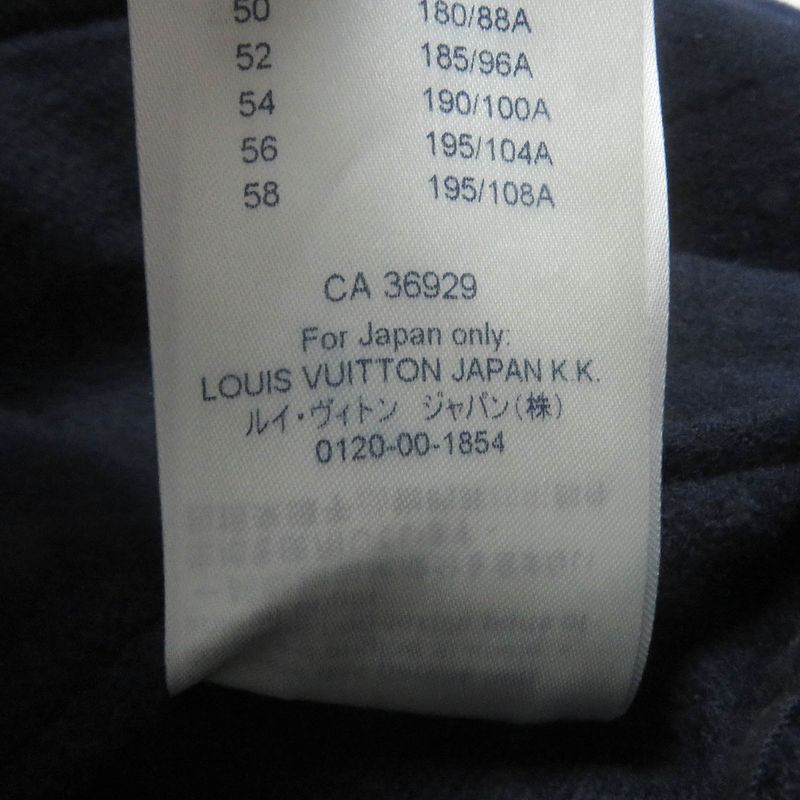 50 180/88A
52 185/96A
54 190/100A
56 195/104A
58 195/108A
CA 36929
For Japan only:
LOUIS VUITTON JAPAN K.K.
ルイ・ヴィトン ジャパン(株)
0120-00-1854